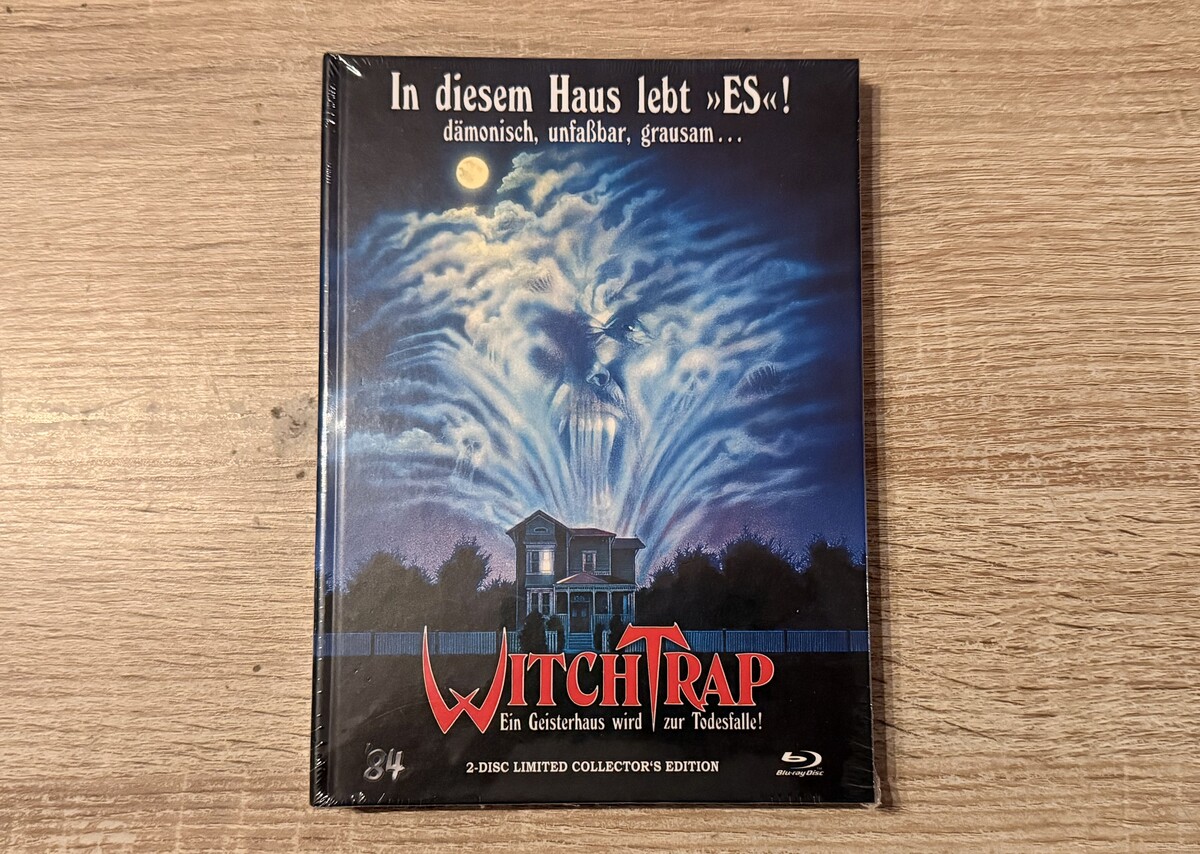 In diesem Haus lebt »ES«!
dämonisch, unfaßbar, grausam...
WITCHTRAP
Ein Geisterhaus wird zur Todesfalle!
'84
2-DISC LIMITED COLLECTOR'S EDITION
Blu-ray Disc